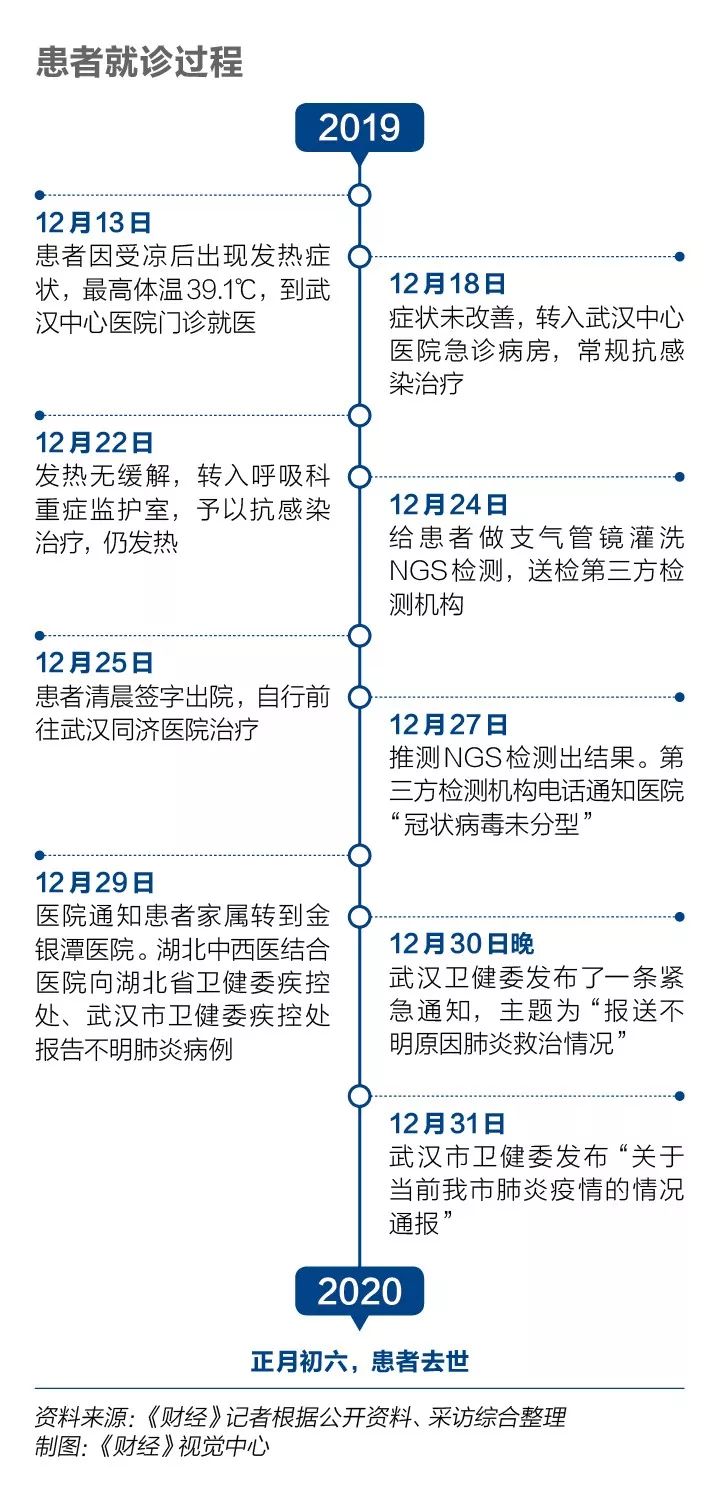 患者就诊过程
2019
12月13日
患者因受凉后出现发热症
状，最高体温39.1℃，到武
汉中心医院门诊就医
12月18日
症状未改善，转入武汉中心
医院急诊病房，常规抗感
染治疗
12月22日
发热无缓解，转入呼吸科
重症监护室，予以抗感染
治疗，仍发热
12月24日
给患者做支气管镜灌洗
NGS检测，送检第三方检
测机构
12月25日
患者清晨签字出院，自行前
往武汉同济医院治疗
12月27日
推测NGS检测出结果。第
三方检测机构电话通知医院
“冠状病毒未分型”
12月29日
医院通知患者家属转到金
银潭医院。湖北中西医结合
医院向湖北省卫健委疾控
处、武汉市卫健委疾控处
报告不明肺炎病例
12月30日晚
武汉卫健委发布了一条紧
急通知，主题为“报送不
明原因肺炎救治情况”
12月31日
武汉市卫健委发布“关于
当前我市肺炎疫情的情况
通报”
2020
正月初六，患者去世
资料来源：《财经》记者根据公开资料、采访综合整理
制图：《财经》视觉中心